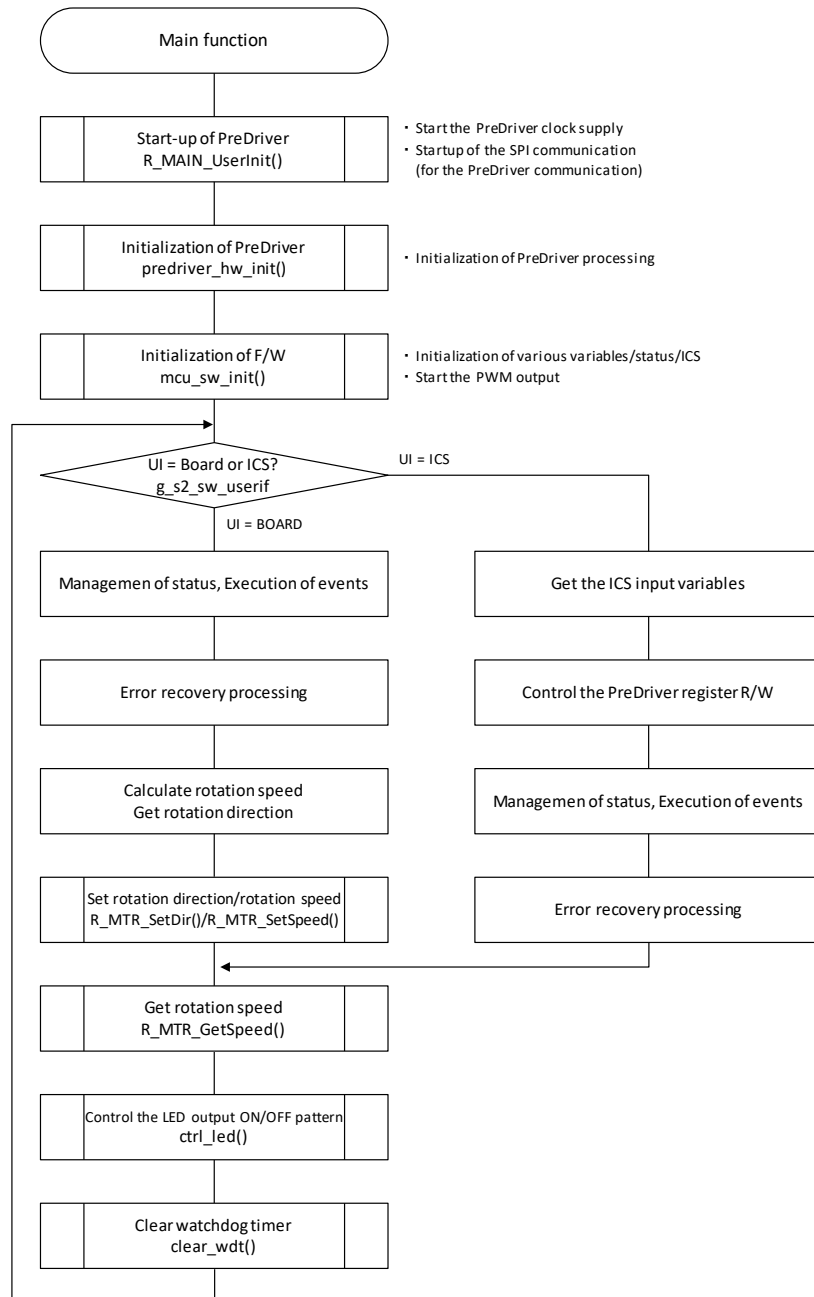 Main function
Start-up of PreDriver
R_MAIN_UserInit()
・ Start the PreDriver clock supply
・ Startup of the SPI communication
(for the PreDriver communication)
Initialization of PreDriver
predriver_hw_init()
・ Initialization of PreDriver processing
Initialization of F/W
mcu_sw_init()
・ Initialization of various variables/status/ICS
・ Start the PWM output
UI = Board or ICS?
g_s2_sw_userif
UI = ICS
UI = BOARD
Managemen of status, Execution of events
Get the ICS input variables
Error recovery processing
Control the PreDriver register R/W
Calculate rotation speed
Get rotation direction
Managemen of status, Execution of events
Set rotation direction/rotation speed
R_MTR_SetDir()/R_MTR_SetSpeed()
Error recovery processing
Get rotation speed
R_MTR_GetSpeed()
Control the LED output ON/OFF pattern
ctrl_led()
Clear watchdog timer
clear_wdt()